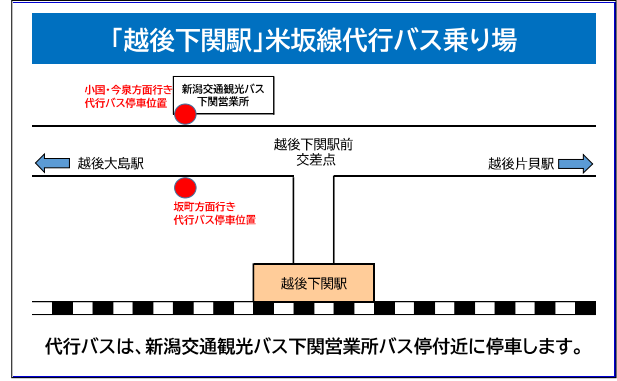 「越後下関駅」米坂線代行バス乗り場
小国・今泉方面行き
代行バス停車位置
新潟交通観光バス
下関営業所
越後下関駅前
交差点
越後大島駅
越後片貝駅
坂町方面行き
代行バス停車位置
越後下関駅
代行バスは、新潟交通観光バス下関営業所バス停付近に停車します。